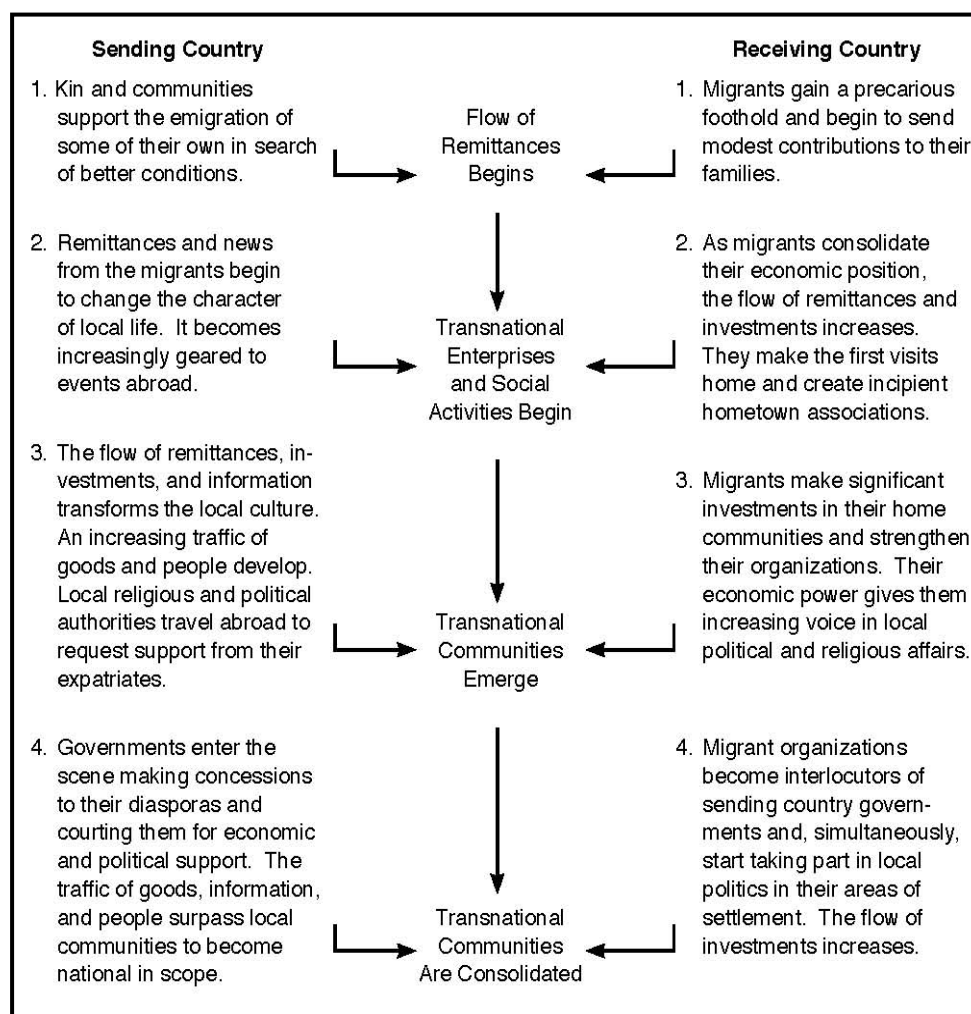 Sending Country
Receiving Country
1. Kin and communities
support the emigration of
some of their own in search
of better conditions.
Flow of
Remittances
Begins
1. Migrants gain a precarious
foothold and begin to send
modest contributions to their
families.
2. Remittances and news
from the migrants begin
to change the character
of local life. It becomes
increasingly geared to
events abroad.
Transnational
Enterprises
and Social
Activities Begin
2. As migrants consolidate
their economic position,
the flow of remittances and
investments increases.
They make the first visits
home and create incipient
hometown associations.
3. The flow of remittances, in-
vestments, and information
transforms the local culture.
An increasing traffic of
goods and people develop.
Local religious and political
authorities travel abroad to
request support from their
expatriates.
Transnational
Communities
Emerge
3. Migrants make significant
investments in their home
communities and strengthen
their organizations. Their
economic power gives them
increasing voice in local
political and religious affairs.
4. Governments enter the
scene making concessions
to their diasporas and
courting them for economic
and political support. The
traffic of goods, information,
and people surpass local
communities to become
national in scope.
Transnational
Communities
Are Consolidated
4. Migrant organizations
become interlocutors of
sending country govern-
ments and, simultaneously,
start taking part in local
politics in their areas of
settlement. The flow of
investments increases.